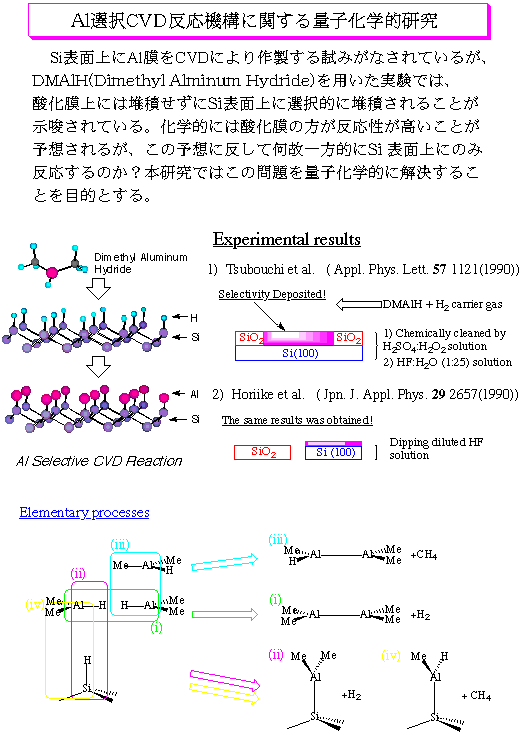 Al選択CVD反応機構に関する量子化学的研究
Si表面上にAl膜をCVDにより作製する試みがなされているが、
DMAlH(Dimethyl Alminum Hydride)を用いた実験では、
酸化膜上には堆積せずにSi表面上に選択的に堆積されることが
示唆されている。化学的には酸化膜の方が反応性が高いことが
予想されるが、この予想に反して何故一方的にSi 表面上にのみ
反応するのか？本研究ではこの問題を量子化学的に解決するこ
とを目的とする。
Dimethyl Aluminum
Hydride
H
Si
Al
Si
Al Selective CVD Reaction
Experimental results
1) Tsubouchi et al. ( Appl. Phys. Lett. 57 1121(1990))
Selectivity Deposited!
DMAlH + H2 carrier gas
SiO2
SiO2
Si(100)
1) Chemically cleaned by
H2SO4:H2O2 solution
2) HF:H2O (1:25) solution
2) Horiike et al. ( Jpn. J. Appl. Phys. 29 2657(1990))
The same results was obtained!
SiO2
Si (100)
Dipping diluted HF
solution
Elementary processes
(iii)
Me Al Me
H
(ii)
(iv)
Me
Me Al H
H Al Me
Me
(i)
H
Si
(iii)
Me
H Al Al Me
Me
+CH4
(i)
Me
Me Al Al Me
Me
+H2
(ii)
Me Me
Al
Si
+H2
(iv)
Me H
Al
Si
+ CH4